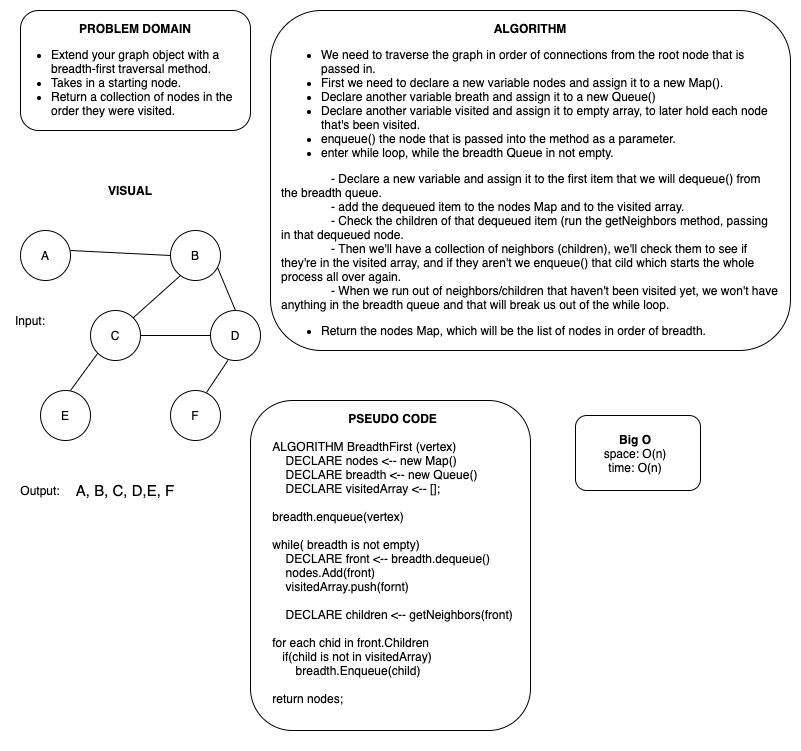 PROBLEM DOMAIN
• Extend your graph object with a
breadth-first traversal method.
• Takes in a starting node.
• Return a collection of nodes in the
order they were visited.
VISUAL
A
B
Input:
C
D
E
F
Output: A, B, C, D,E, F
ALGORITHM
• We need to traverse the graph in order of connections from the root node that is
passed in.
• First we need to declare a new variable nodes and assign it to a new Map().
• Declare another variable breath and assign it to a new Queue()
• Declare another variable visited and assign it to empty array, to later hold each node
that's been visited.
• enqueue() the node that is passed into the method as a parameter.
• enter while loop, while the breadth Queue in not empty.
- Declare a new variable and assign it to the first item that we will dequeue() from
the breadth queue.
- add the dequeued item to the nodes Map and to the visited array.
- Check the children of that dequeued item (run the getNeighbors method, passing
in that dequeued node.
- Then we'll have a collection of neighbors (children), we'll check them to see if
they're in the visited array, and if they aren't we enqueue() that cild which starts the whole
process all over again.
- When we run out of neighbors/children that haven't been visited yet, we won't have
anything in the breadth queue and that will break us out of the while loop.
• Return the nodes Map, which will be the list of nodes in order of breadth.
PSEUDO CODE
ALGORITHM BreadthFirst (vertex)
DECLARE nodes <-- new Map()
DECLARE breadth <-- new Queue()
DECLARE visitedArray <-- [];
breadth.enqueue(vertex)
while( breadth is not empty)
DECLARE front <-- breadth.dequeue()
nodes.Add(front)
visitedArray.push(fornt)
DECLARE children <-- getNeighbors(front)
for each chid in front.Children
if(child is not in visitedArray)
breadth.Enqueue(child)
return nodes;
Big O
space: O(n)
time: O(n)